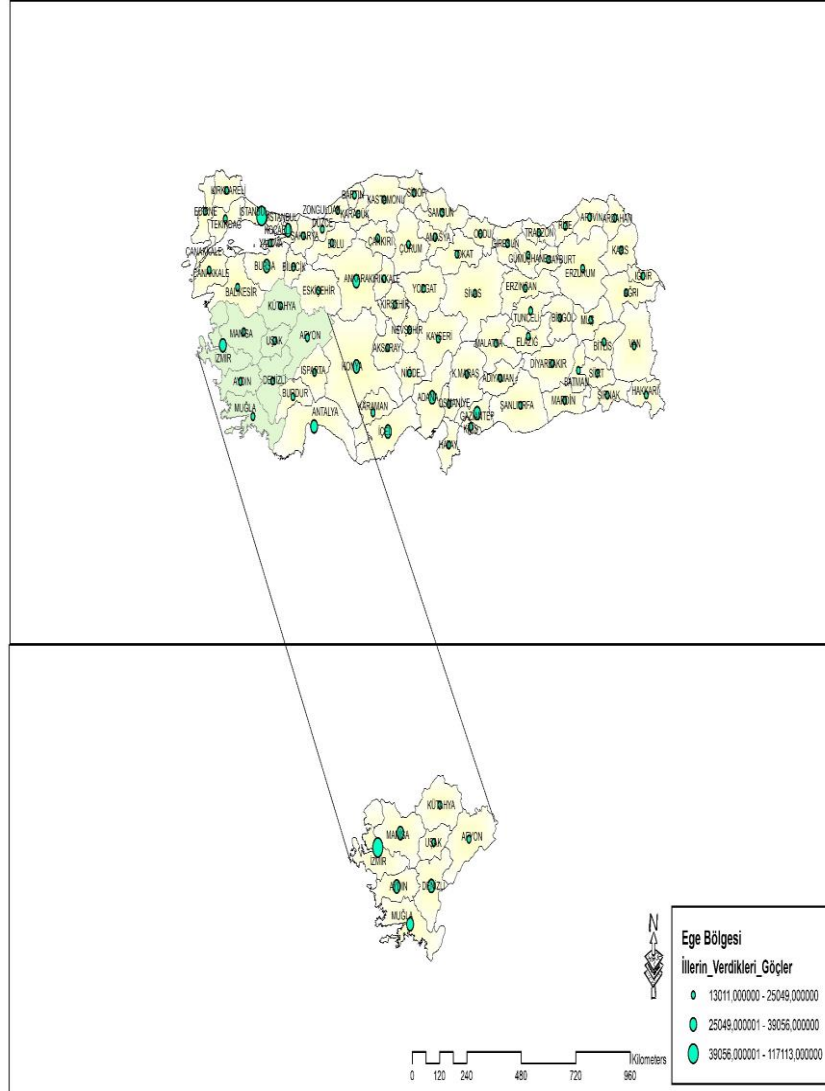 KIRKLARELİ
EDİRNE
TEKİRDAĞ
İSTANBUL
İSTANBUL
KOCAELİ
YALOVA
SAKARYA
DÜZCE
ZONGULDAK
BARTIN
KARABÜK
KASTAMONU
SİNOP
SAMSUN
BOLU
ÇANKIRI
ÇORUM
AMASYA
TOKAT
ORDU
GİRESUN
TRABZON
RİZE
ARTVİN
ARDAHAN
GÜMÜŞHANE
BAYBURT
KARS
IĞDIR
AĞRI
ERZURUM
ERZİNCAN
ÇANAKKALE
ÇANAKKALE
BALIKESİR
BURSA
BİLECİK
ESKİŞEHİR
ANKARA
KIRIKKALE
KIRŞEHİR
YOZGAT
SİVAS
TUNCELİ
BİNGÖL
MUŞ
BİTLİS
VAN
KÜTAHYA
MANİSA
UŞAK
AFYON
İZMİR
AYDIN
DENİZLİ
MUĞLA
BURDUR
ISPARTA
ANTALYA
KONYA
AKSARAY
NEVŞEHİR
KAYSERİ
NİĞDE
KARAMAN
İÇEL
ADANA
OSMANİYE
HATAY
K.MARAŞ
MALATYA
ELAZIĞ
ADIYAMAN
GAZİANTEP
KİLİS
ŞANLIURFA
DİYARBAKIR
BATMAN
SİİRT
MARDİN
ŞIRNAK
HAKKARİ
KÜTAHYA
MANİSA
UŞAK
AFYON
İZMİR
AYDIN
DENİZLİ
MUĞLA
N
Ege Bölgesi
İllerin_Verdikleri_Göçler
13011,000000 - 25049,000000
25049,000001 - 39056,000000
39056,000001 - 117113,000000
Kilometers
0 120 240 480 720 960